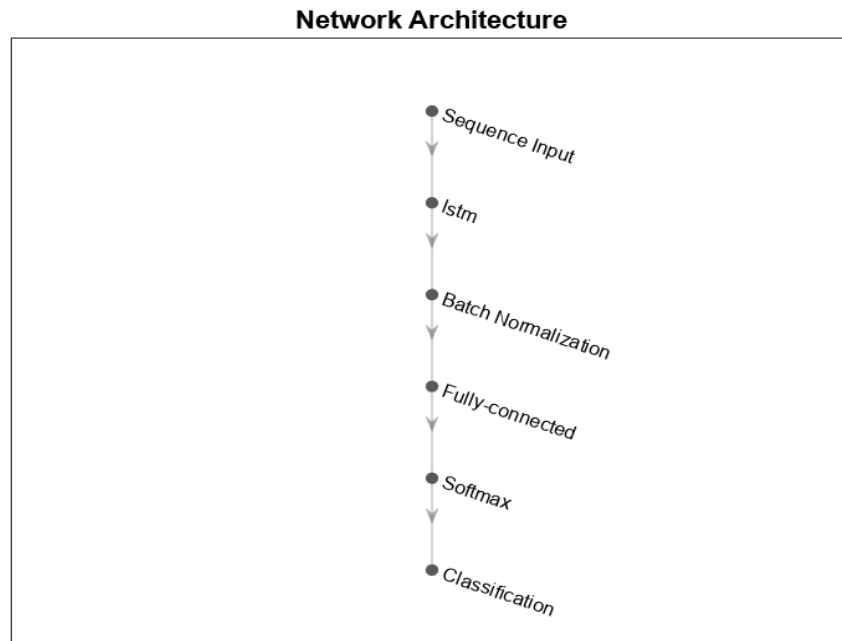 Network Architecture
Sequence Input
lstm
Batch Normalization
Fully-connected
Softmax
Classification